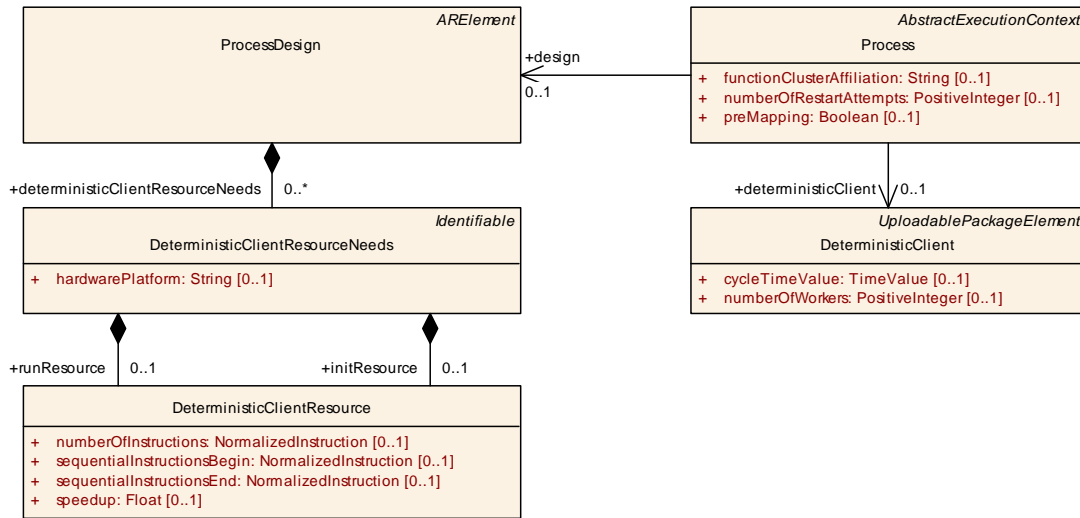 ARElement
ProcessDesign
AbstractExecutionContext
Process
+ functionClusterAffiliation: String [0..1]
+ numberOfRestartAttempts: PositiveInteger [0..1]
+ preMapping: Boolean [0..1]
+design
0..1
+deterministicClientResourceNeeds 0..*
+deterministicClient 0..1
Identifiable
DeterministicClientResourceNeeds
+ hardwarePlatform: String [0..1]
UploadablePackageElement
DeterministicClient
+ cycleTimeValue: TimeValue [0..1]
+ numberOfWorkers: PositiveInteger [0..1]
+runResource 0..1
+initResource 0..1
DeterministicClientResource
+ numberOfInstructions: NormalizedInstruction [0..1]
+ sequentialInstructionsBegin: NormalizedInstruction [0..1]
+ sequentialInstructionsEnd: NormalizedInstruction [0..1]
+ speedup: Float [0..1]